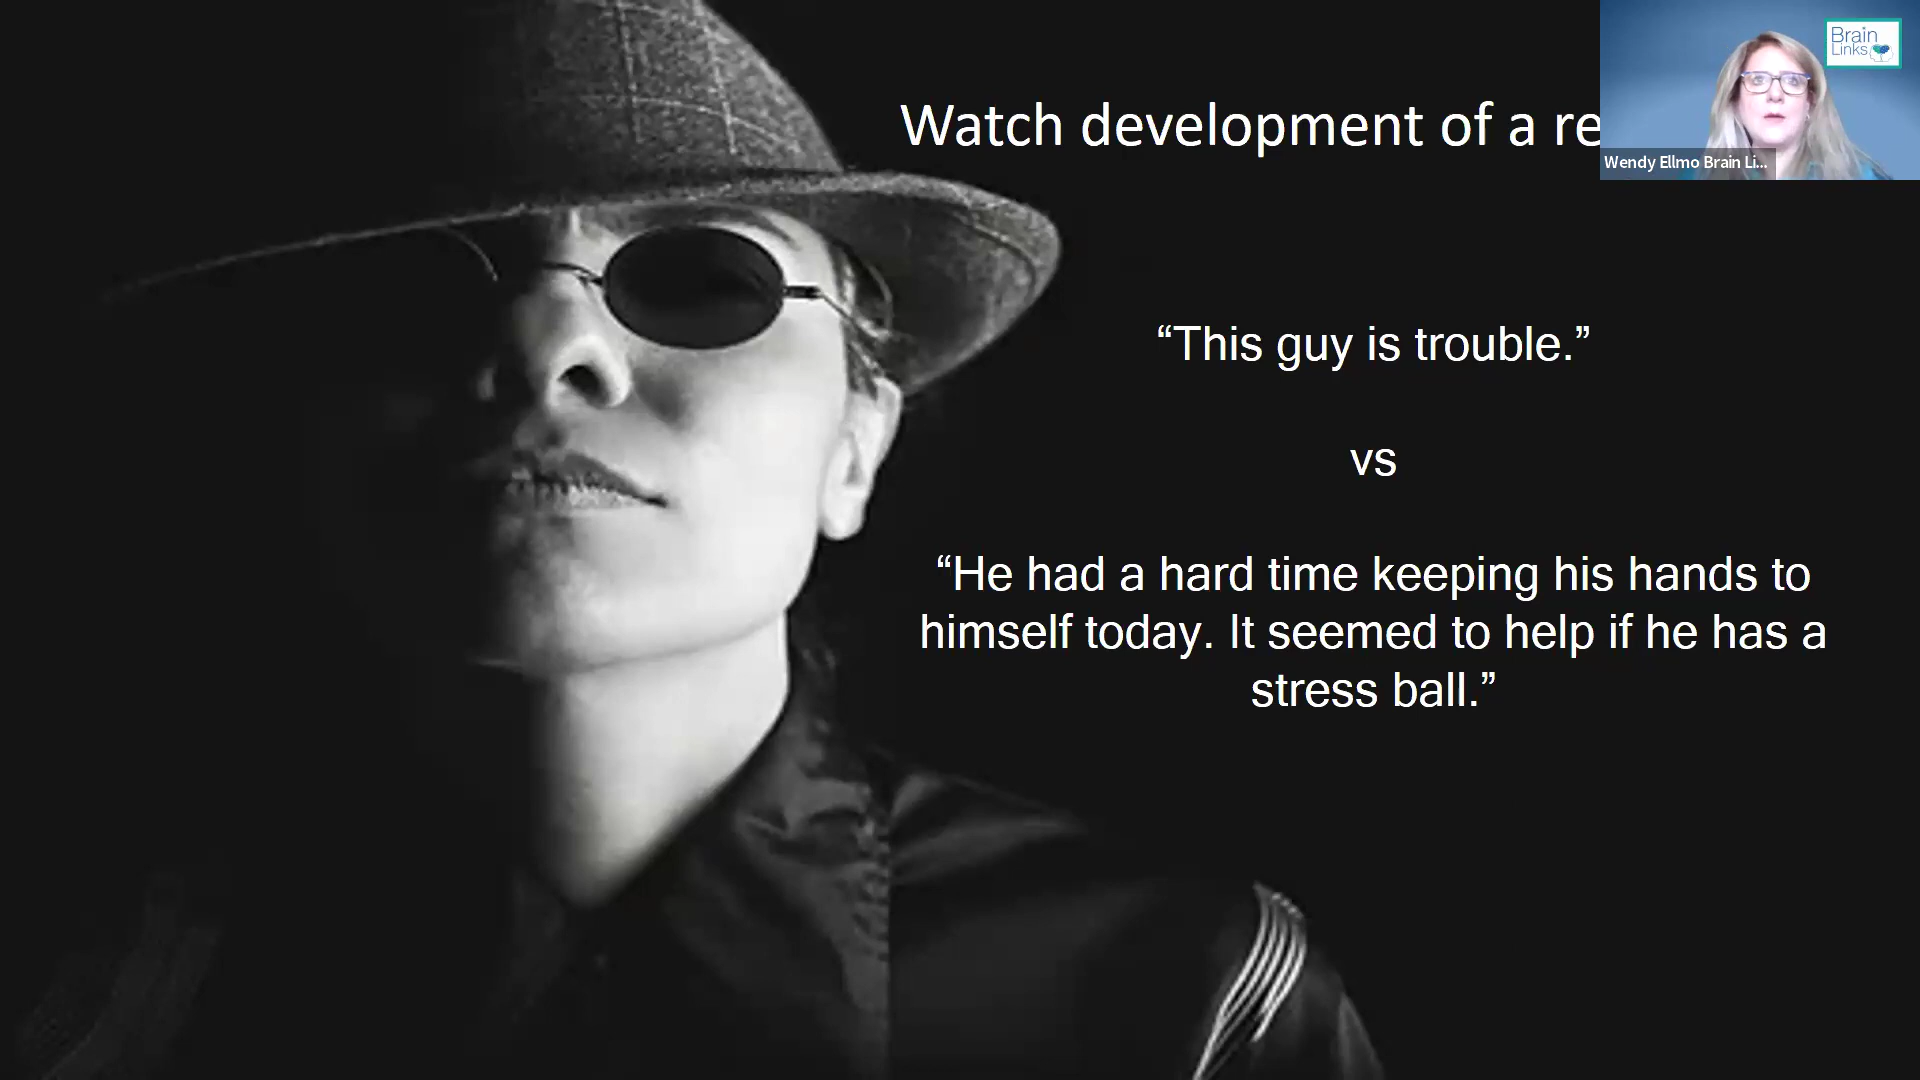 Watch development of a re
Brain
Links
Wendy Ellmo Brain Li...
“This guy is trouble.”
vs
“He had a hard time keeping his hands to
himself today. It seemed to help if he has a
stress ball.”